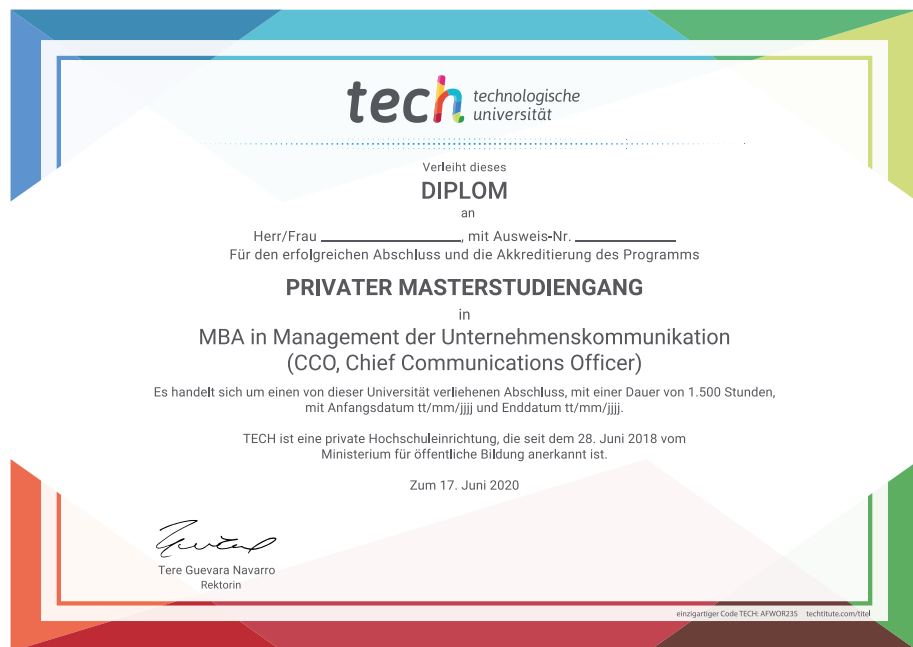 tech technologische
universität
Verleiht dieses
DIPLOM
an
Herr/Frau ____________________, mit Ausweis-Nr. ______________
Für den erfolgreichen Abschluss und die Akkreditierung des Programms
PRIVATER MASTERSTUDIENGANG
in
MBA in Management der Unternehmenskommunikation
(CCO, Chief Communications Officer)
Es handelt sich um einen von dieser Universität verliehenen Abschluss, mit einer Dauer von 1.500 Stunden,
mit Anfangsdatum tt/mm/jjjj und Enddatum tt/mm/jjjj.
TECH ist eine private Hochschuleinrichtung, die seit dem 28. Juni 2018 vom
Ministerium für öffentliche Bildung anerkannt ist.
Zum 17. Juni 2020
Tere Guevara Navarro
Rektorin
einzigartiger Code TECH: AFWOR23S techtitute.com/titel